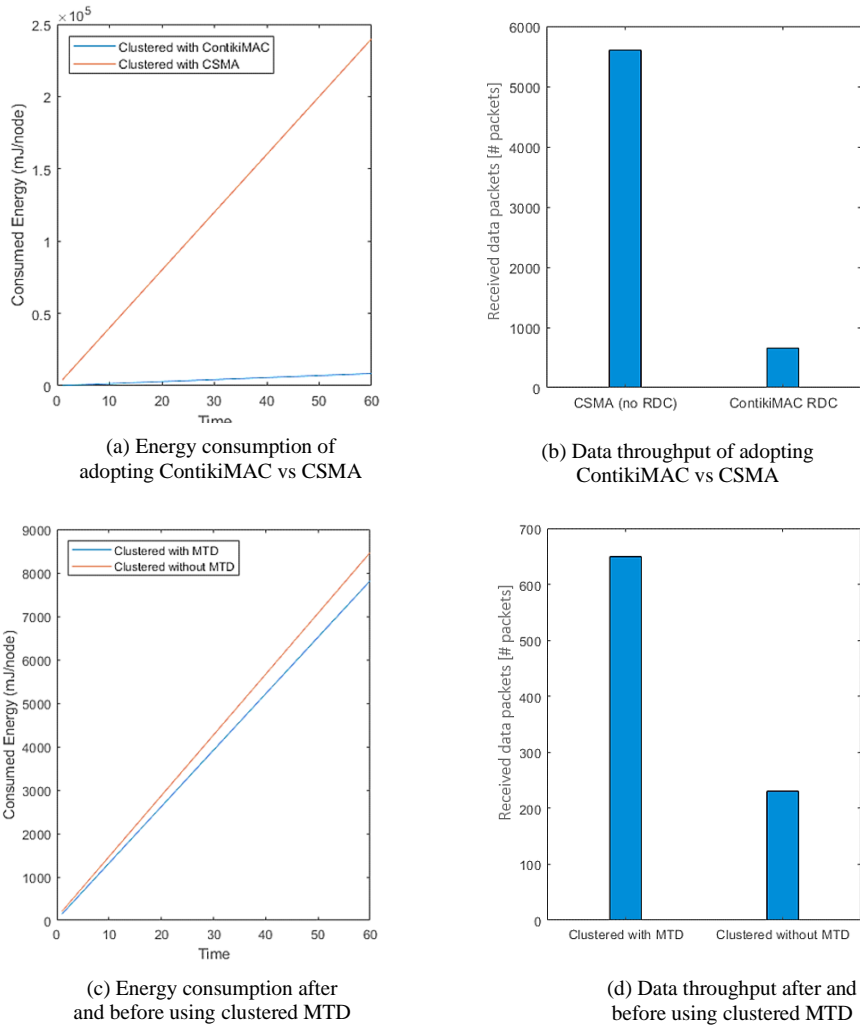 2.5
× 10^5
Clustered with ContikiMAC
Clustered with CSMA
2
1.5
1
0.5
0
Consumed Energy (mJ/node)
0 10 20 30 40 50 60
Time
(a) Energy consumption of
adopting ContikiMAC vs CSMA
6000
5000
4000
3000
2000
1000
0
Received data packets [# packets]
CSMA (no RDC) ContikiMAC RDC
(b) Data throughput of adopting
ContikiMAC vs CSMA
9000
Clustered with MTD
Clustered without MTD
8000
7000
6000
5000
4000
3000
2000
1000
0
Consumed Energy (mJ/node)
0 10 20 30 40 50 60
Time
(c) Energy consumption after
and before using clustered MTD
700
600
500
400
300
200
100
0
Received data packets [# packets]
Clustered with MTD Clustered without MTD
(d) Data throughput after and
before using clustered MTD